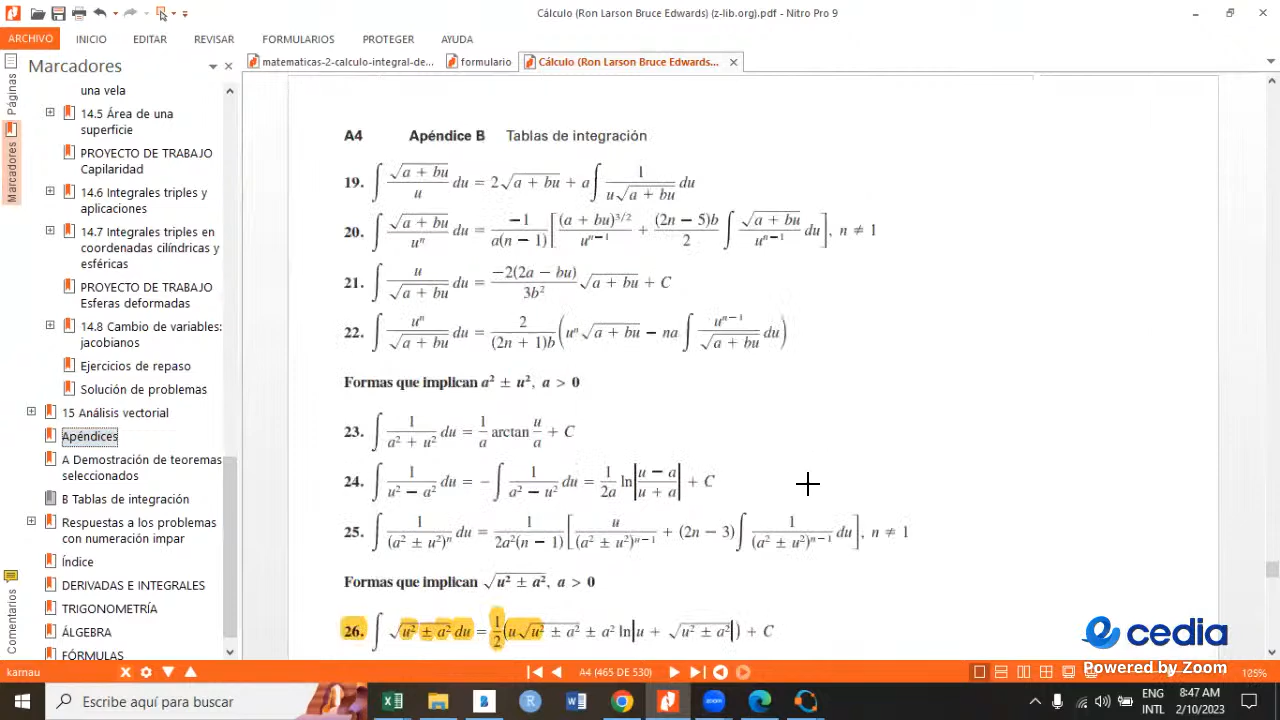 Cálculo (Ron Larson Bruce Edwards) (z-lib.org).pdf - Nitro Pro 9
ARCHIVO INICIO EDITAR REVISAR FORMULARIOS PROTEGER AYUDA
Páginas
Marcadores
Comentarios
Marcadores
matematicas-2-calculo-integral-de... formulario Cálculo (Ron Larson Bruce Edwards...
una vela
14.5 Área de una
superficie
PROYECTO DE TRABAJO
Capilaridad
14.6 Integrales triples y
aplicaciones
14.7 Integrales triples en
coordenadas cilíndricas y
esféricas
PROYECTO DE TRABAJO
Esferas deformadas
14.8 Cambio de variables:
jacobianos
Ejercicios de repaso
Solución de problemas
15 Análisis vectorial
Apéndices
A Demostración de teoremas
seleccionados
B Tablas de integración
Respuestas a los problemas
con numeración impar
Índice
DERIVADAS E INTEGRALES
TRIGONOMETRÍA
ÁLGEBRA
FÓRMULAS
A4 Apéndice B Tablas de integración
19. ∫ √(a + bu)/u du = 2√(a + bu) + a∫ 1/(u√(a + bu)) du
20. ∫ √(a + bu)/uⁿ du = −1/(a(n − 1)) [(a + bu)^(3/2)/u^(n−1) + (2n − 5)b/2 ∫ √(a + bu)/u^(n−1) du], n ≠ 1
21. ∫ u/√(a + bu) du = −2(2a − bu)/(3b²) √(a + bu) + C
22. ∫ uⁿ/√(a + bu) du = 2/((2n + 1)b) (uⁿ√(a + bu) − na ∫ u^(n−1)/√(a + bu) du)
Formas que implican a² ± u², a > 0
23. ∫ 1/(a² + u²) du = 1/a arctan u/a + C
24. ∫ 1/(u² − a²) du = −∫ 1/(a² − u²) du = 1/(2a) ln|(u − a)/(u + a)| + C
25. ∫ 1/(a² ± u²)ⁿ du = 1/(2a²(n − 1)) [u/(a² ± u²)^(n−1) + (2n − 3)∫ 1/(a² ± u²)^(n−1) du], n ≠ 1
Formas que implican √(u² ± a²), a > 0
26. ∫ √(u² ± a²) du = 1/2 (u√(u² ± a²) ± a² ln|u + √(u² ± a²)|) + C
cedia
Powered by Zoom
karnau
A4 (465 DE 530)
125%
Escribe aquí para buscar
ENG
INTL
8:47 AM
2/10/2023